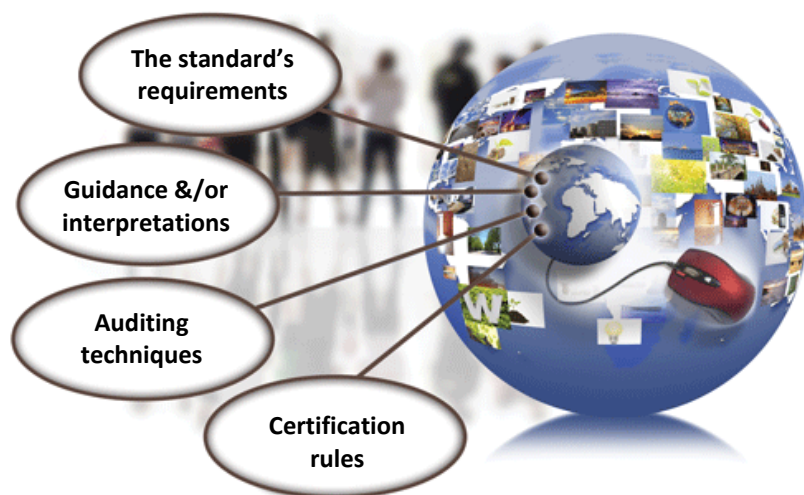 The standard's
requirements
Guidance &/or
interpretations
Auditing
techniques
Certification
rules
W